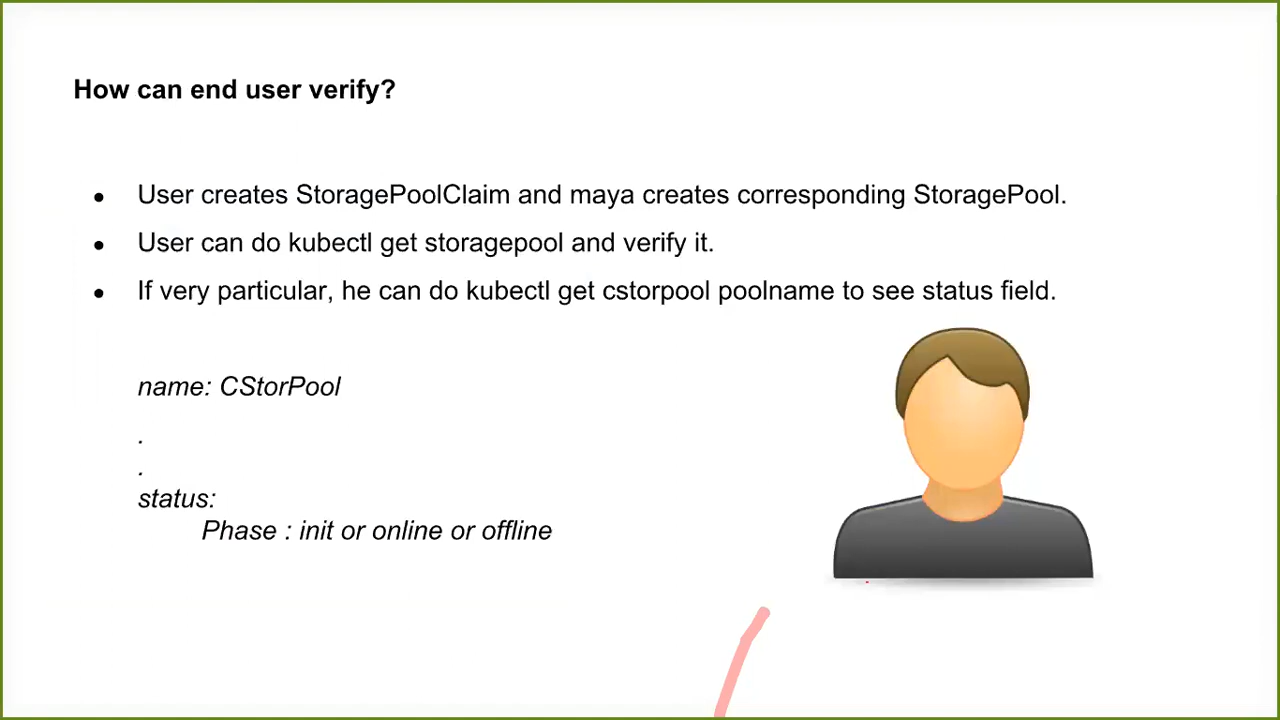 How can end user verify?
● User creates StoragePoolClaim and maya creates corresponding StoragePool.
● User can do kubectl get storagepool and verify it.
● If very particular, he can do kubectl get cstorpool poolname to see status field.
name: CStorPool
.
.
status:
Phase : init or online or offline